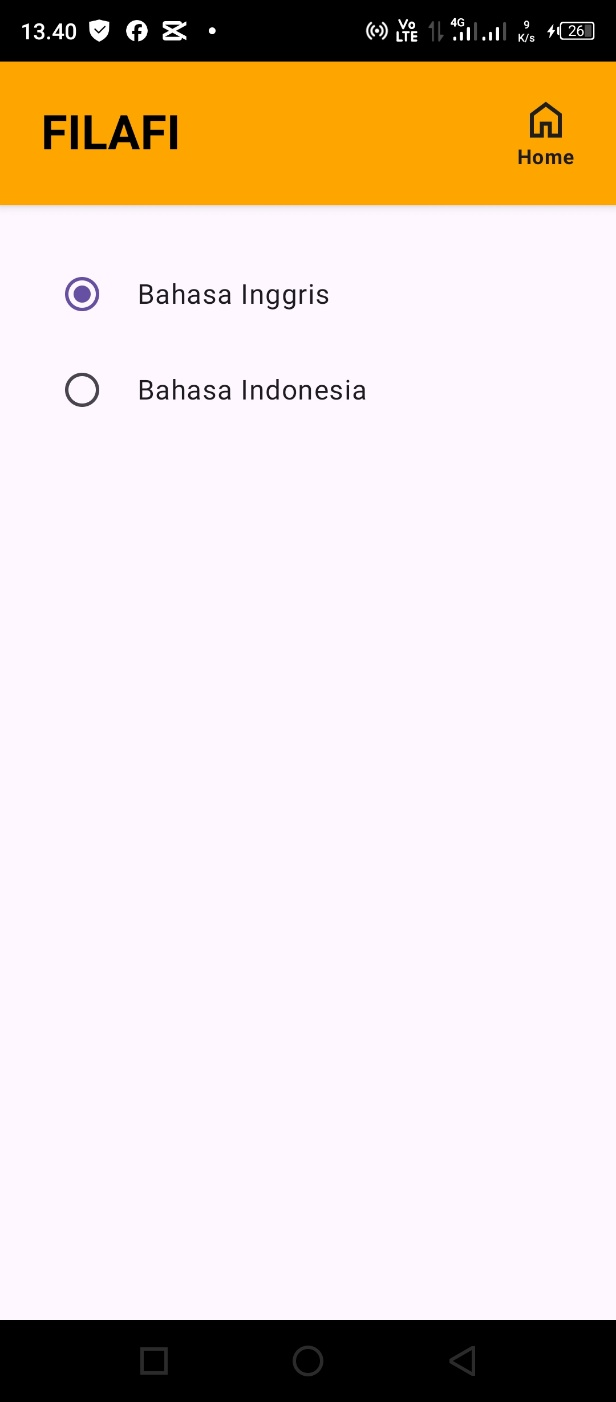 13.40
Vo
LTE
4G
9
K/s
26
FILAFI
Home
Bahasa Inggris
Bahasa Indonesia